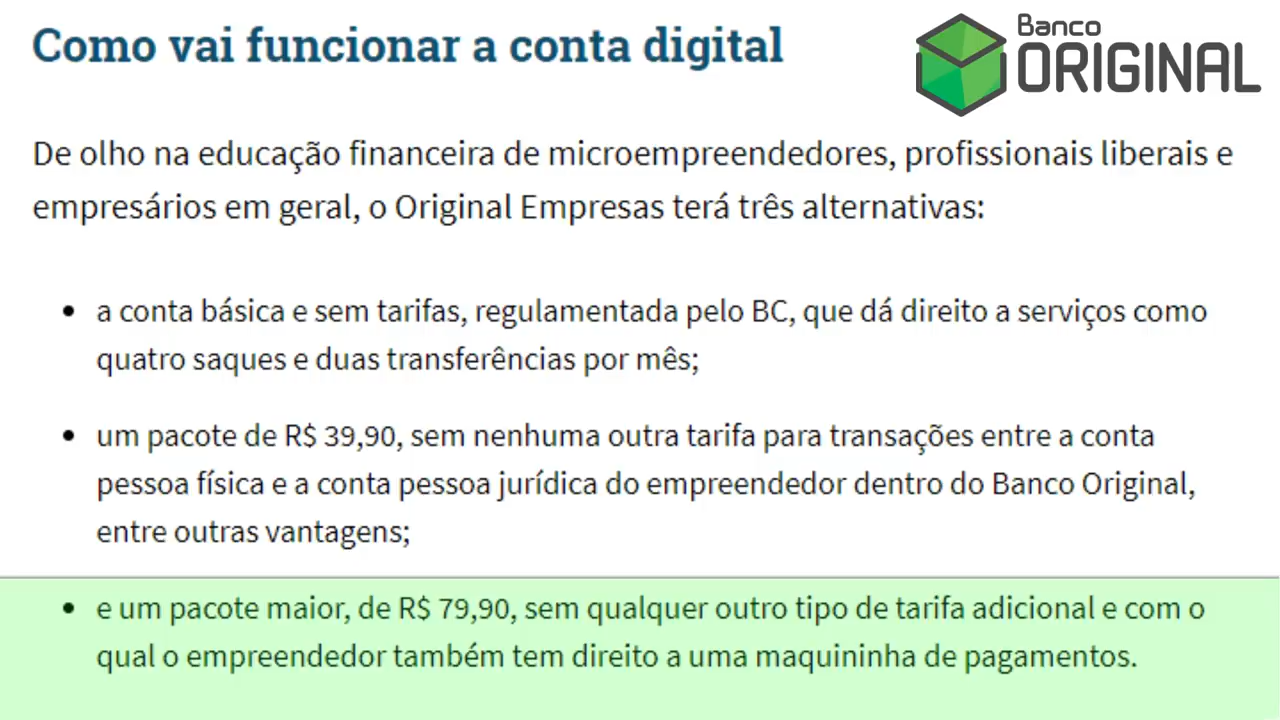 Como vai funcionar a conta digital
Banco
ORIGINAL
De olho na educação financeira de microempreendedores, profissionais liberais e
empresários em geral, o Original Empresas terá três alternativas:
• a conta básica e sem tarifas, regulamentada pelo BC, que dá direito a serviços como
quatro saques e duas transferências por mês;
• um pacote de R$ 39,90, sem nenhuma outra tarifa para transações entre a conta
pessoa física e a conta pessoa jurídica do empreendedor dentro do Banco Original,
entre outras vantagens;
• e um pacote maior, de R$ 79,90, sem qualquer outro tipo de tarifa adicional e com o
qual o empreendedor também tem direito a uma maquininha de pagamentos.